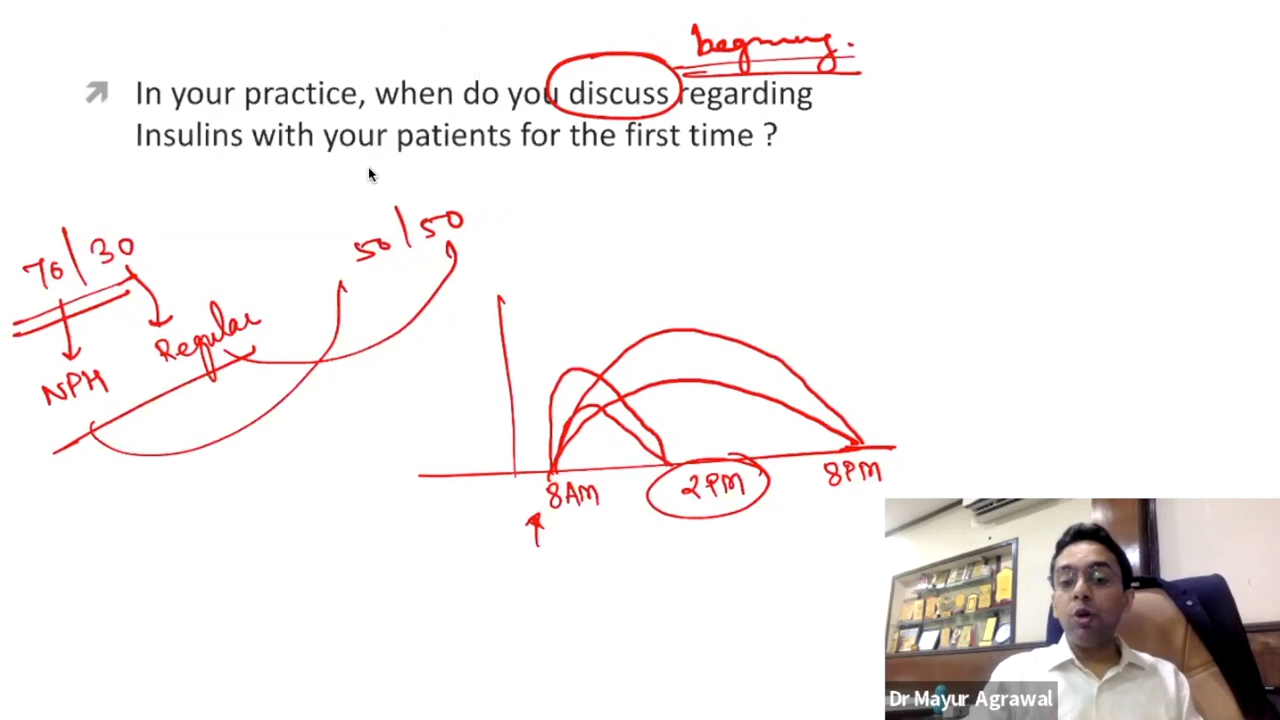 begnning.
In your practice, when do you discuss regarding
Insulins with your patients for the first time ?
70/30
50/50
Regular
NPH
8AM
2PM
8PM
Dr Mayur Agrawal